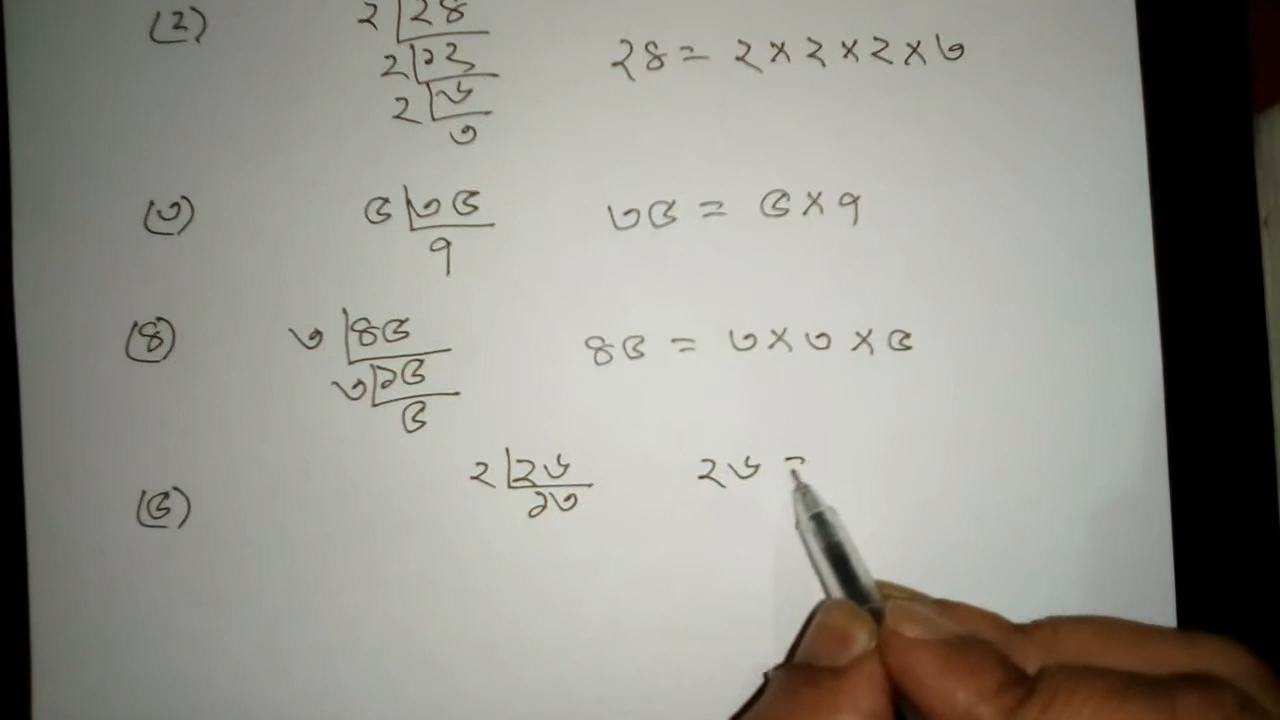 (২) ২ ২৪ ২৪ = ২ × ২ × ২ × ৩
২ ১২
২ ৬
৩
(৩) ৫ ৩৫ ৩৫ = ৫ × ৭
৭
(৪) ৩ ৪৫ ৪৫ = ৩ × ৩ × ৫
৩ ১৫
৫
(৫) ২ ২৬ ২৬ =
১৩